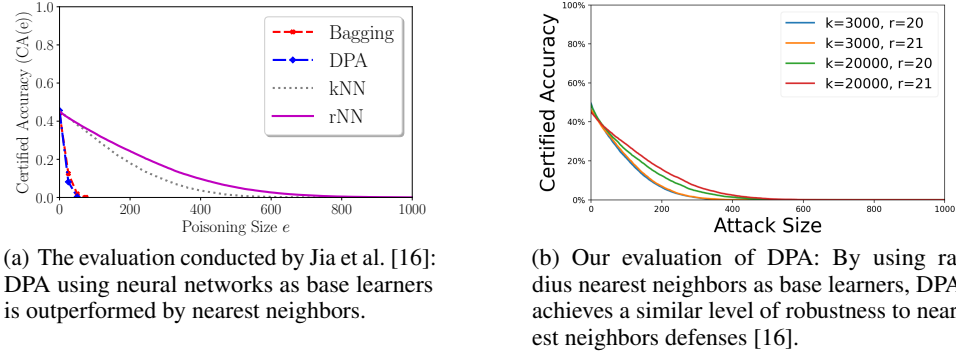 1.0
0.8
0.6
0.4
0.2
0.0
Certified Accuracy (CA(e))
0 200 400 600 800 1000
Poisoning Size e
Bagging
DPA
kNN
rNN
100%
80%
60%
40%
20%
0%
Certified Accuracy
0 200 400 600 800 1000
Attack Size
k=3000, r=20
k=3000, r=21
k=20000, r=20
k=20000, r=21
(a) The evaluation conducted by Jia et al. [16]:
DPA using neural networks as base learners
is outperformed by nearest neighbors.
(b) Our evaluation of DPA: By using ra-
dius nearest neighbors as base learners, DPA
achieves a similar level of robustness to near-
est neighbors defenses [16].